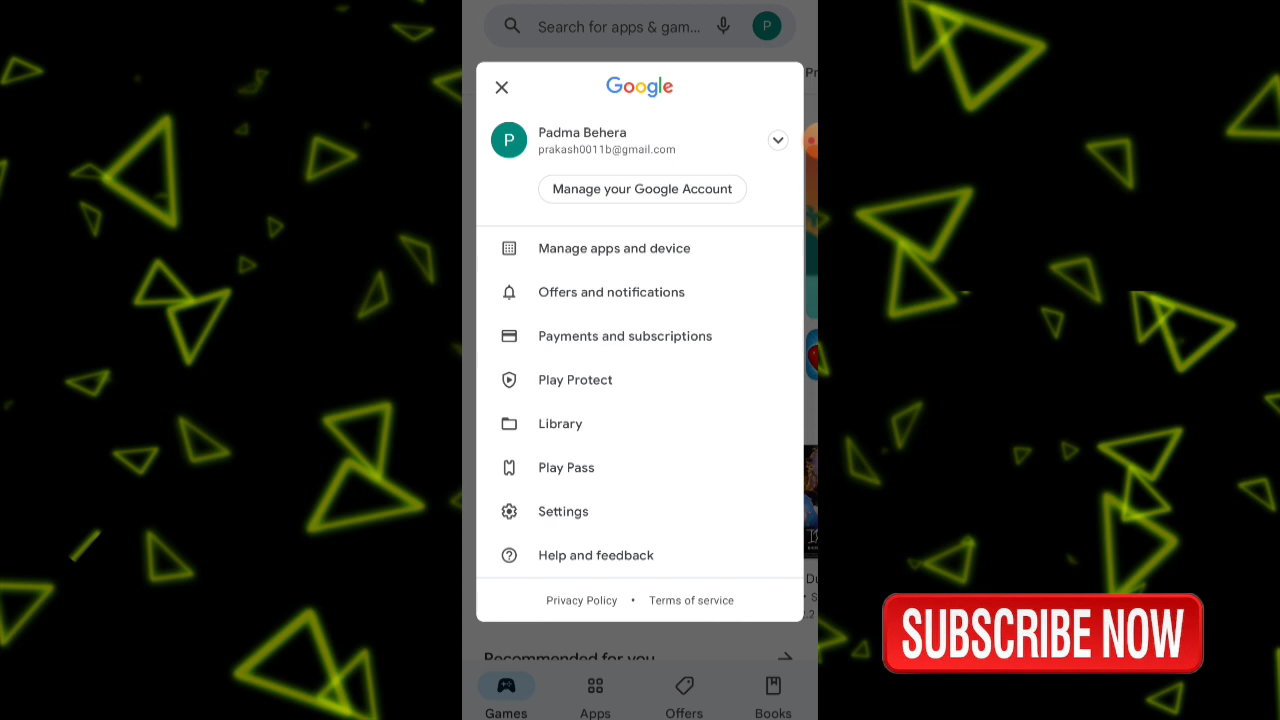 Search for apps & gam...
P
Google
P
Padma Behera
prakash0011b@gmail.com
Manage your Google Account
Manage apps and device
Offers and notifications
Payments and subscriptions
Play Protect
Library
Play Pass
Settings
Help and feedback
Privacy Policy • Terms of service
SUBSCRIBE NOW
Recommended for you
Games Apps Offers Books